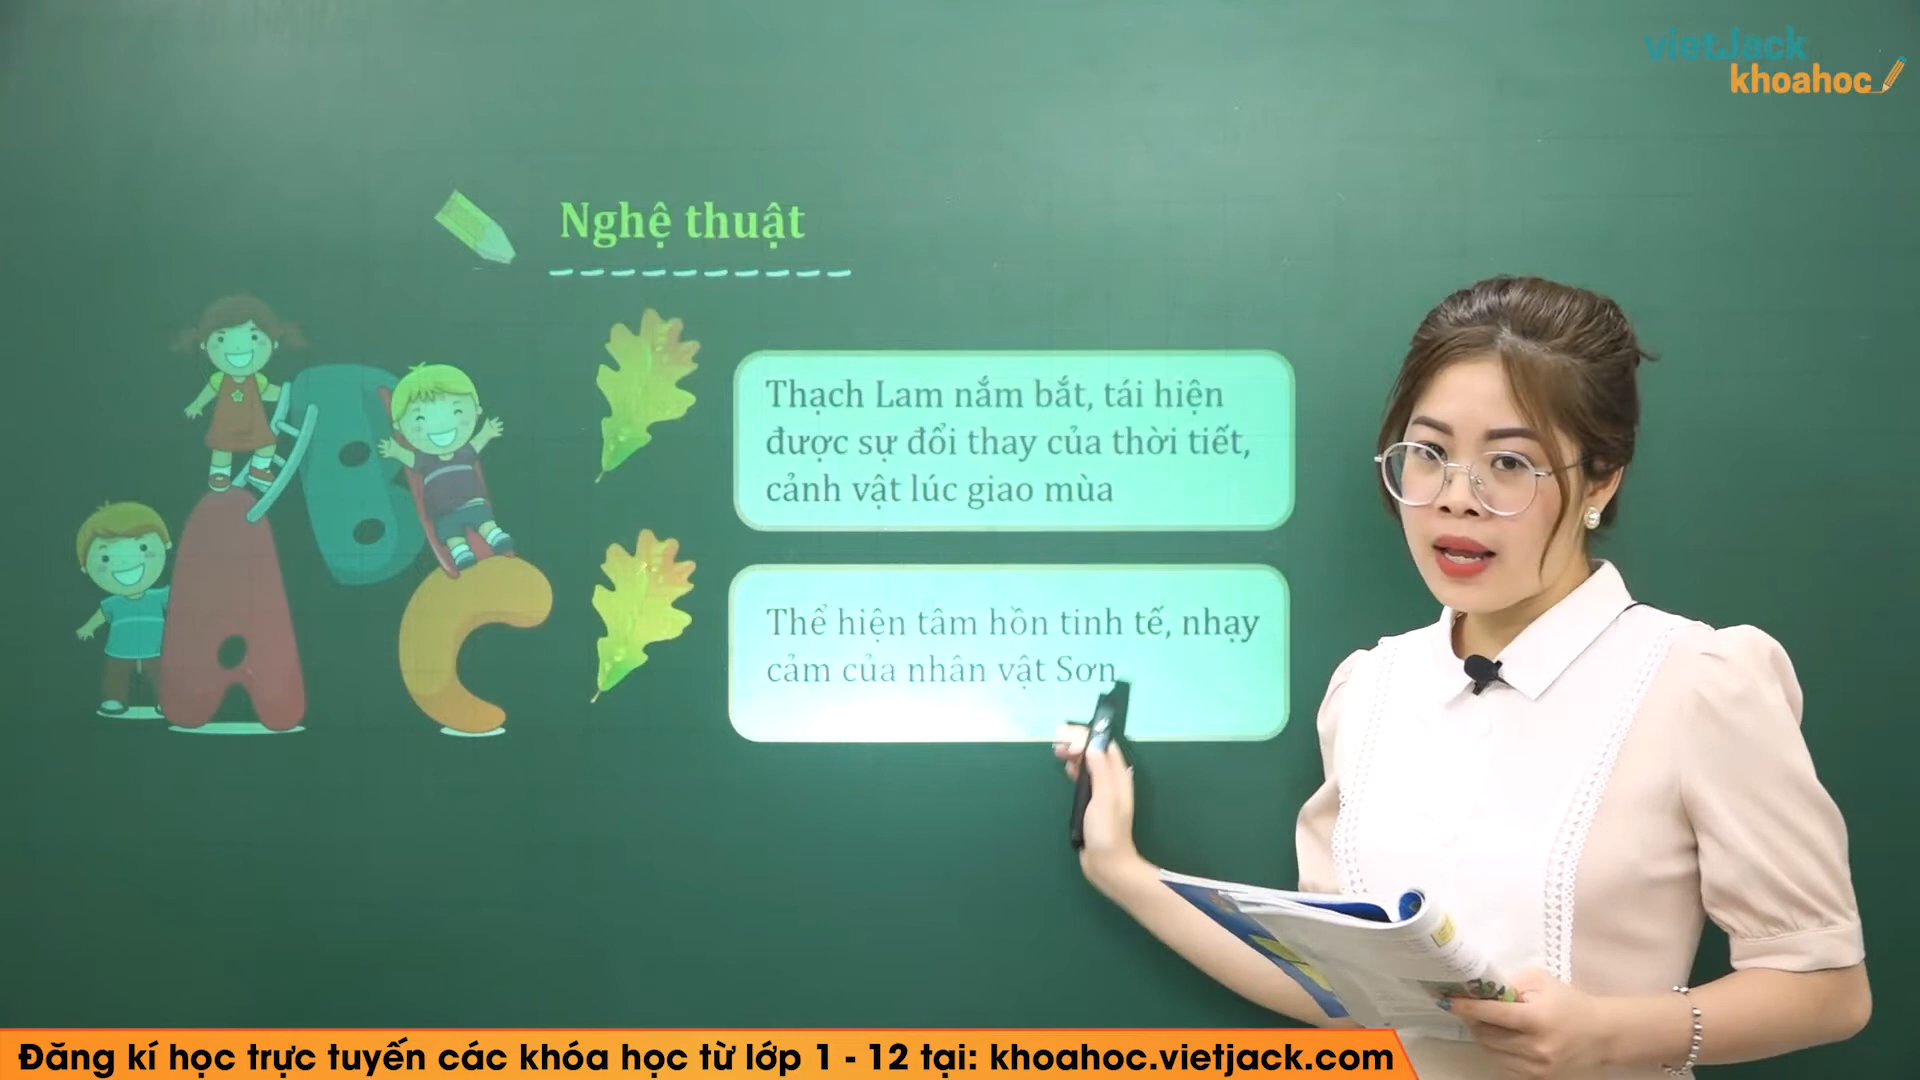 vietJack
khoahoc
Nghệ thuật
Thạch Lam nắm bắt, tái hiện
được sự đổi thay của thời tiết,
cảnh vật lúc giao mùa
Thể hiện tâm hồn tinh tế, nhạy
cảm của nhân vật Sơn
Đăng kí học trực tuyến các khóa học từ lớp 1 - 12 tại: khoahoc.vietjack.com